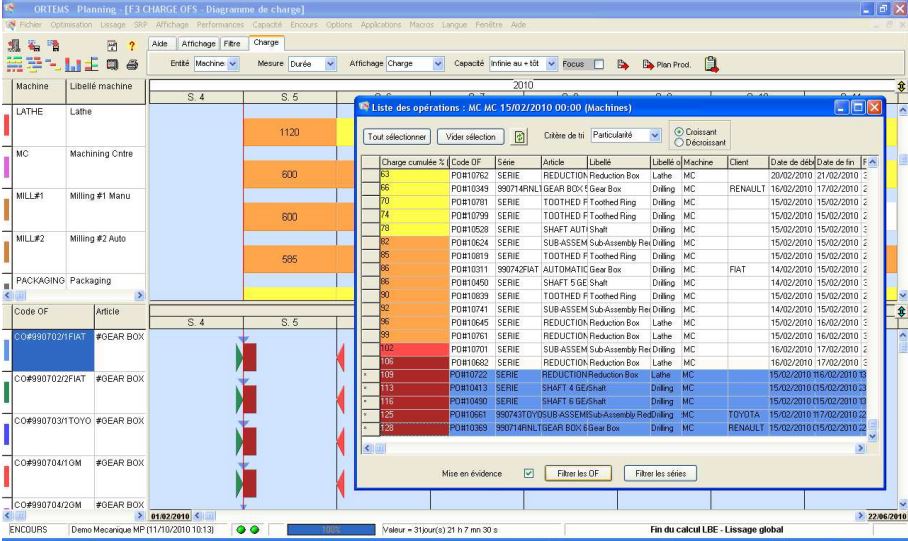 ORTEMS Planning - [F3 CHARGE OFS - Diagramme de charge]
Fichier Optimisation Lissage SRP Affichage Performances Capacité Encours Options Applications Macros Langue Fenêtre Aide
Aide Affichage Filtre Charge
Entité Machine Mesure Durée Affichage Charge Capacité Infinie au + tôt Focus Plan Prod.
Machine Libellé machine 2010
S. 4 S. 5
LATHE Lathe 1120
MC Machining Cntre 600
MILL#1 Milling #1 Manu 600
MILL#2 Milling #2 Auto 585
PACKAGING Packaging
Liste des opérations : MC MC 15/02/2010 00:00 (Machines)
Tout sélectionner Vider sélection Critère de tri Particularité Croissant
Décroissant
Charge cumulée % Code OF Série Article Libellé Libellé o Machine Client Date de débi Date de fin
63 PO#10762 SERIE REDUCTION Reduction Box Lathe MC 20/02/2010 21/02/2010 3
66 PO#10349 990714RNLT GEAR BOX 5 Gear Box Drilling MC RENAULT 16/02/2010 17/02/2010 2
70 PO#10781 SERIE TOOTHED F Toothed Ring Drilling MC 15/02/2010 15/02/2010 2
74 PO#10799 SERIE TOOTHED F Toothed Ring Drilling MC 15/02/2010 15/02/2010 2
78 PO#10528 SERIE SHAFT AUTI Shaft Drilling MC 15/02/2010 15/02/2010 3
82 PO#10624 SERIE SUB-ASSEM Sub-Assembly Rec Drilling MC 15/02/2010 15/02/2010 2
85 PO#10819 SERIE TOOTHED F Toothed Ring Drilling MC 15/02/2010 15/02/2010 2
86 PO#10311 990742FIAT AUTOMATIC Gear Box Drilling MC FIAT 14/02/2010 15/02/2010 2
86 PO#10450 SERIE SHAFT 5 GE Shaft Drilling MC 14/02/2010 15/02/2010 3
90 PO#10839 SERIE TOOTHED F Toothed Ring Drilling MC 15/02/2010 15/02/2010 2
92 PO#10741 SERIE SUB-ASSEM Sub-Assembly Rec Drilling MC 14/02/2010 15/02/2010 2
96 PO#10645 SERIE REDUCTION Reduction Box Lathe MC 15/02/2010 16/02/2010 3
99 PO#10761 SERIE REDUCTION Reduction Box Lathe MC 15/02/2010 16/02/2010 3
102 PO#10701 SERIE SUB-ASSEM Sub-Assembly Rec Drilling MC 16/02/2010 17/02/2010 2
106 PO#10662 SERIE REDUCTION Reduction Box Lathe MC 16/02/2010 17/02/2010 3
109 PO#10722 SERIE REDUCTION Reduction Box Lathe MC 15/02/2010
113 PO#10413 SERIE SHAFT 4 GE Shaft Drilling MC 15/02/2010
116 PO#10490 SERIE SHAFT 6 GE Shaft Drilling MC 15/02/2010
125 PO#10661 990743TOYO SUB-ASSEM Sub-Assembly Red Drilling MC TOYOTA 15/02/2010
128 PO#10369 990714RNLT GEAR BOX 6 Gear Box Drilling MC RENAULT 15/02/2010
Mise en évidence Filtrer les OF Filtrer les séries
Code OF Article S. 4 S. 5
CO#990702/1FIAT #GEAR BOX
CO#990702/2FIAT #GEAR BOX
CO#990703/1TOYO #GEAR BOX
CO#990704/1GM #GEAR BOX
CO#990704/2GM #GEAR BOX
01/02/2010 22/06/2010
ENCOURS Demo Mecanique MP (11/10/2010 10:13) 100% Valeur = 31jour(s) 21 h 7 mn 30 s Fin du calcul LBE - Lissage global